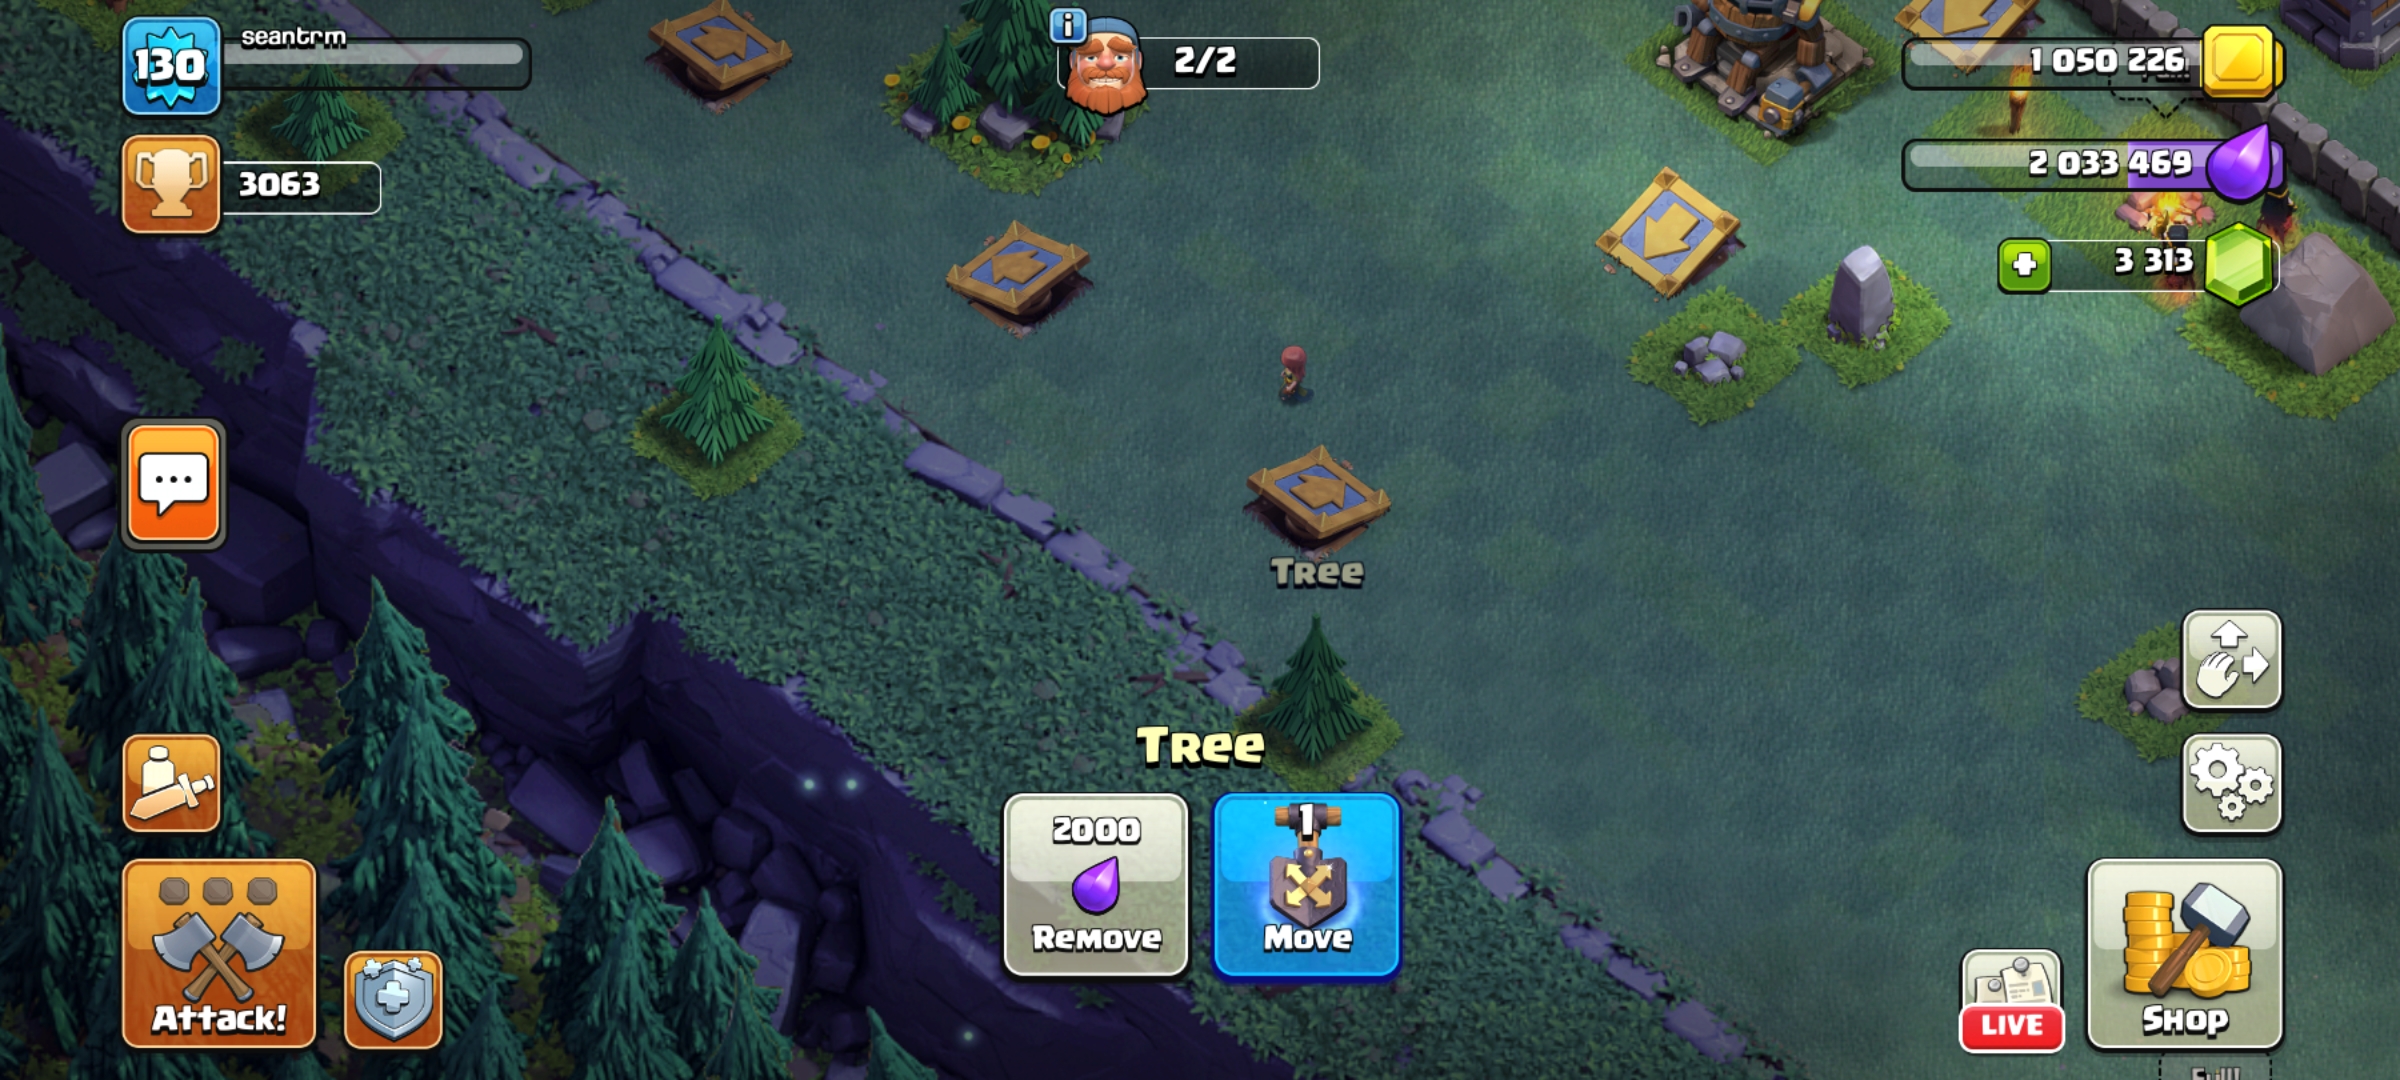 130
seantrm
i
2/2
1 050 226
3063
2 033 469
3 313
Tree
Tree
2000
Remove
1
Move
Attack!
LIVE
Shop
Full!